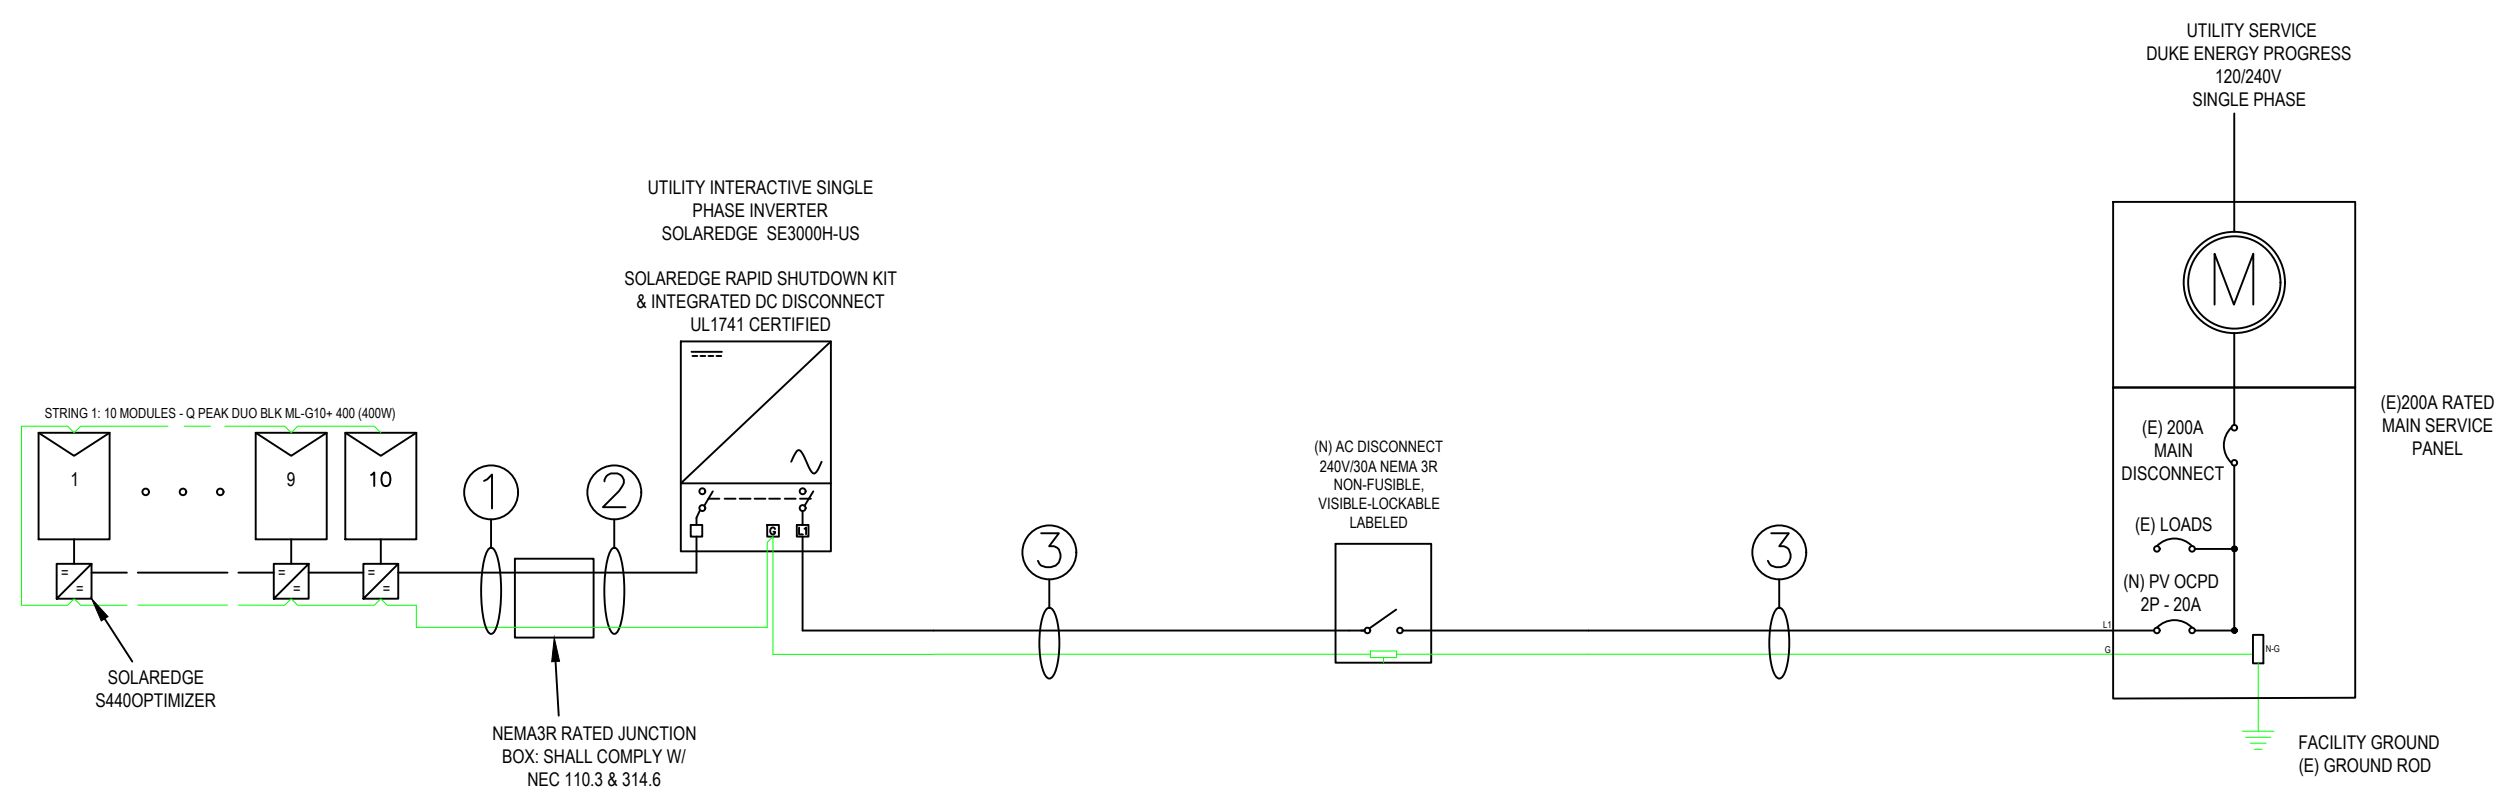 UTILITY SERVICE
DUKE ENERGY PROGRESS
120/240V
SINGLE PHASE
UTILITY INTERACTIVE SINGLE
PHASE INVERTER
SOLAREDGE SE3000H-US
SOLAREDGE RAPID SHUTDOWN KIT
& INTEGRATED DC DISCONNECT
UL1741 CERTIFIED
M
STRING 1: 10 MODULES - Q PEAK DUO BLK ML-G10+ 400 (400W)
1
9
10
1
2
G
L1
3
(N) AC DISCONNECT
240V/30A NEMA 3R
NON-FUSIBLE,
VISIBLE-LOCKABLE
LABELED
3
(E)200A RATED
MAIN SERVICE
PANEL
(E) 200A
MAIN
DISCONNECT
(E) LOADS
(N) PV OCPD
2P - 20A
L1
G
N-G
SOLAREDGE
S440OPTIMIZER
NEMA3R RATED JUNCTION
BOX: SHALL COMPLY W/
NEC 110.3 & 314.6
FACILITY GROUND
(E) GROUND ROD